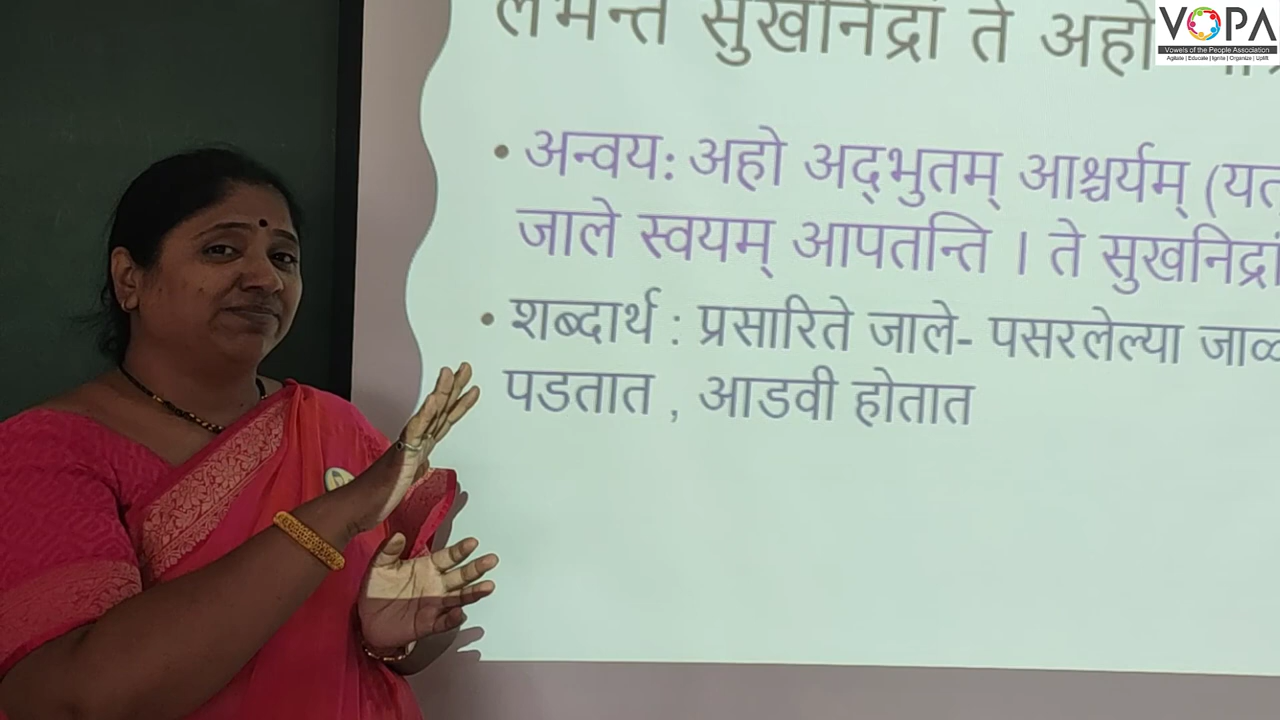 VOPA
Vowels of the People Association
Agitate | Educate | Ignite | Organize | Uplift
लभन्ते सुखनिद्रां ते अहो
• अन्वय: अहो अद्‌भुतम् आश्चर्यम् (यत
जाले स्वयम् आपतन्ति । ते सुखनिद्रां
• शब्दार्थ : प्रसारिते जाले- पसरलेल्या जाळ
पडतात , आडवी होतात